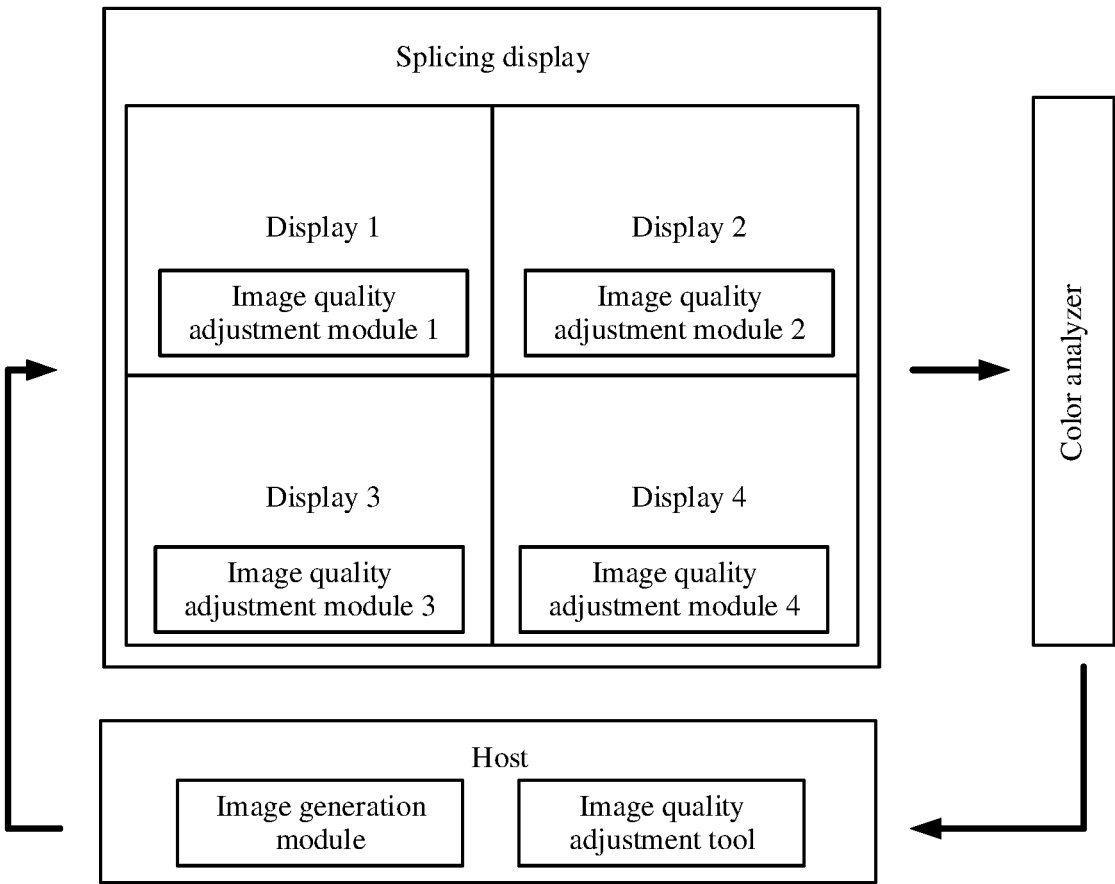 Splicing display
Display 1
Image quality
adjustment module 1
Display 2
Image quality
adjustment module 2
Display 3
Image quality
adjustment module 3
Display 4
Image quality
adjustment module 4
Color analyzer
Host
Image generation
module
Image quality
adjustment tool